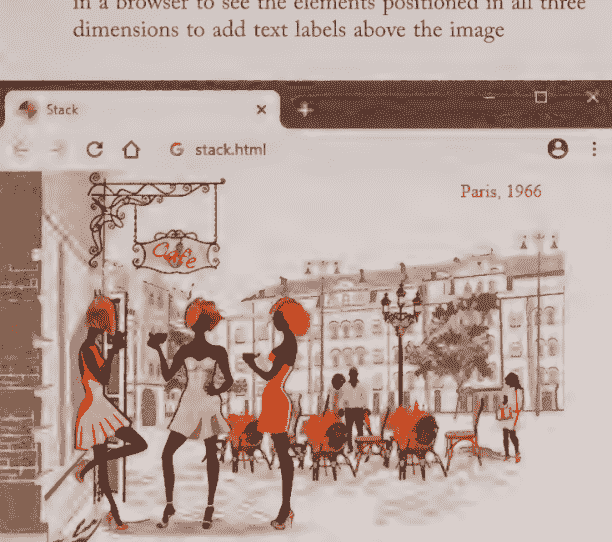 in a browser to see the elements positioned in all three
dimensions to add text labels above the image
Stack
stack.html
Paris, 1966
Cafe